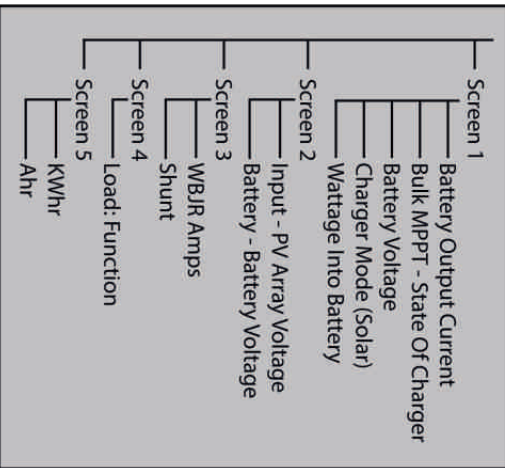 Screen 1
Battery Output Current
Bulk MPPT - State Of Charger
Battery Voltage
Charger Mode (Solar)
Wattage Into Battery
Screen 2
Input - PV Array Voltage
Battery - Battery Voltage
Screen 3
WBJR Amps
Shunt
Screen 4
Load: Function
Screen 5
KWhr
Ahr